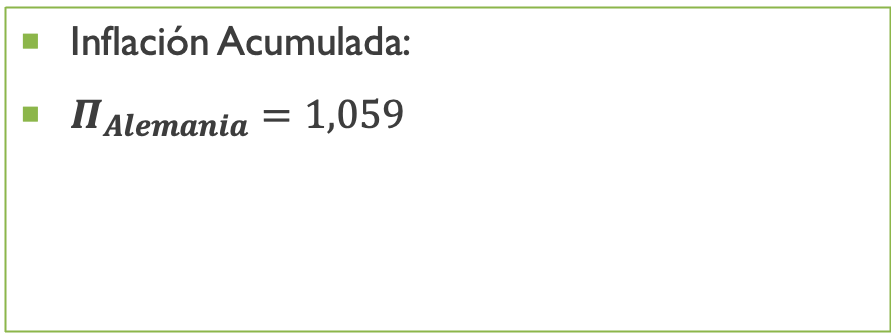 ▪ Inflación Acumulada:
▪ Π_Alemania = 1,059